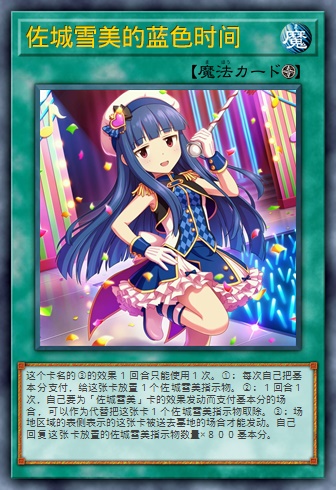 佐城雪美的蓝色时间
魔
【魔法カード】
这个卡名的②的效果1回合只能使用1次。①：每次自己把基
本分支付，给这张卡放置1个佐城雪美指示物。②：1回合1
次，自己要为「佐城雪美」卡的效果发动而支付基本分的场
合，可以作为代替把这张卡1个佐城雪美指示物取除。③：场
地区域的表侧表示的这张卡被送去墓地的场合才能发动。自己
回复这张卡放置的佐城雪美指示物数量×800基本分。